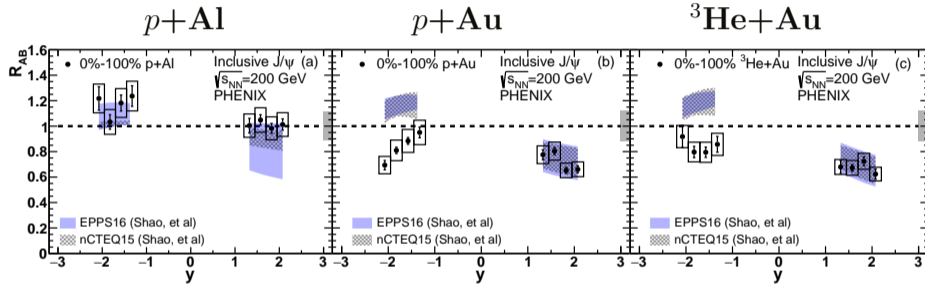 p+Al
p+Au
³He+Au
R_AB
1.6
1.4
1.2
1
0.8
0.6
0.4
0.2
0
0%-100% p+Al
Inclusive J/ψ (a)
√s_NN=200 GeV
PHENIX
EPPS16 (Shao, et al)
nCTEQ15 (Shao, et al)
−3 −2 −1 0 1 2 3
y
0%-100% p+Au
Inclusive J/ψ (b)
√s_NN=200 GeV
PHENIX
EPPS16 (Shao, et al)
nCTEQ15 (Shao, et al)
−3 −2 −1 0 1 2 3
y
0%-100% ³He+Au
Inclusive J/ψ (c)
√s_NN=200 GeV
PHENIX
EPPS16 (Shao, et al)
nCTEQ15 (Shao, et al)
−3 −2 −1 0 1 2 3
y